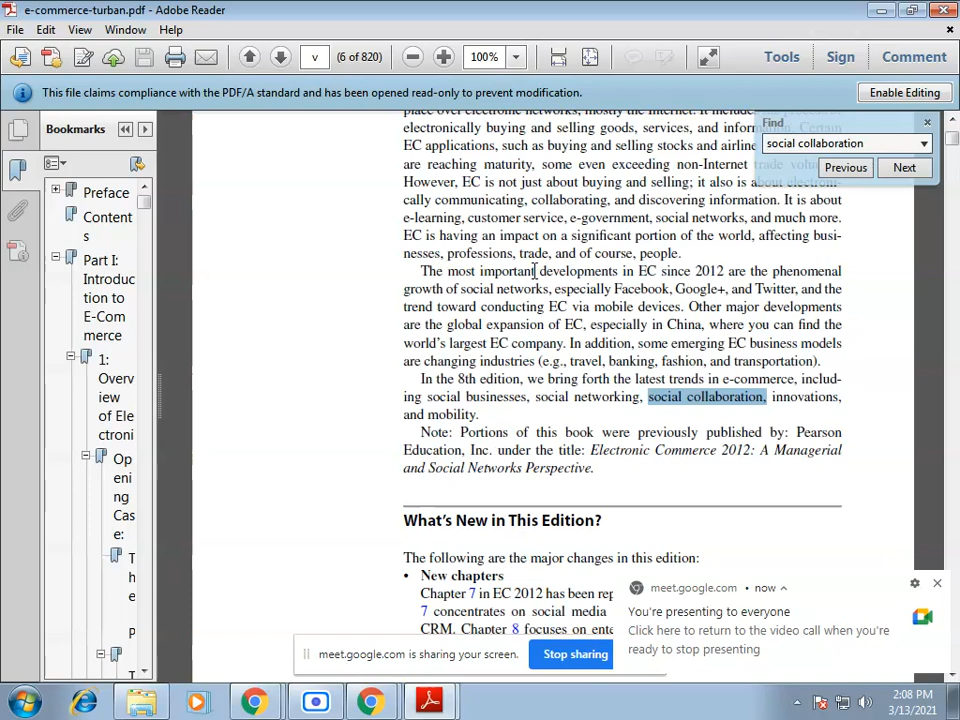 e-commerce-turban.pdf - Adobe Reader
File Edit View Window Help
v (6 of 820) 100% Tools Sign Comment
This file claims compliance with the PDF/A standard and has been opened read-only to prevent modification. Enable Editing
Bookmarks
Preface
Content
s
Part I:
Introduc
tion to
E-Com
merce
1:
Overv
iew
of Ele
ctroni
Op
eni
ng
Cas
e:
T
h
e
P
T
Find
social collaboration
Previous Next
electronically buying and selling goods, services, and information. Certain
EC applications, such as buying and selling stocks and airline
are reaching maturity, some even exceeding non-Internet trade
However, EC is not just about buying and selling; it also is about electroni-
cally communicating, collaborating, and discovering information. It is about
e-learning, customer service, e-government, social networks, and much more.
EC is having an impact on a significant portion of the world, affecting busi-
nesses, professions, trade, and of course, people.
The most important developments in EC since 2012 are the phenomenal
growth of social networks, especially Facebook, Google+, and Twitter, and the
trend toward conducting EC via mobile devices. Other major developments
are the global expansion of EC, especially in China, where you can find the
world's largest EC company. In addition, some emerging EC business models
are changing industries (e.g., travel, banking, fashion, and transportation).
In the 8th edition, we bring forth the latest trends in e-commerce, includ-
ing social businesses, social networking, social collaboration, innovations,
and mobility.
Note: Portions of this book were previously published by: Pearson
Education, Inc. under the title: Electronic Commerce 2012: A Managerial
and Social Networks Perspective.
What's New in This Edition?
The following are the major changes in this edition:
• New chapters
Chapter 7 in EC 2012 has been rep
7 concentrates on social media
CRM. Chapter 8 focuses on ente
meet.google.com • now
You're presenting to everyone
Click here to return to the video call when you're
ready to stop presenting
meet.google.com is sharing your screen. Stop sharing
2:08 PM
3/13/2021